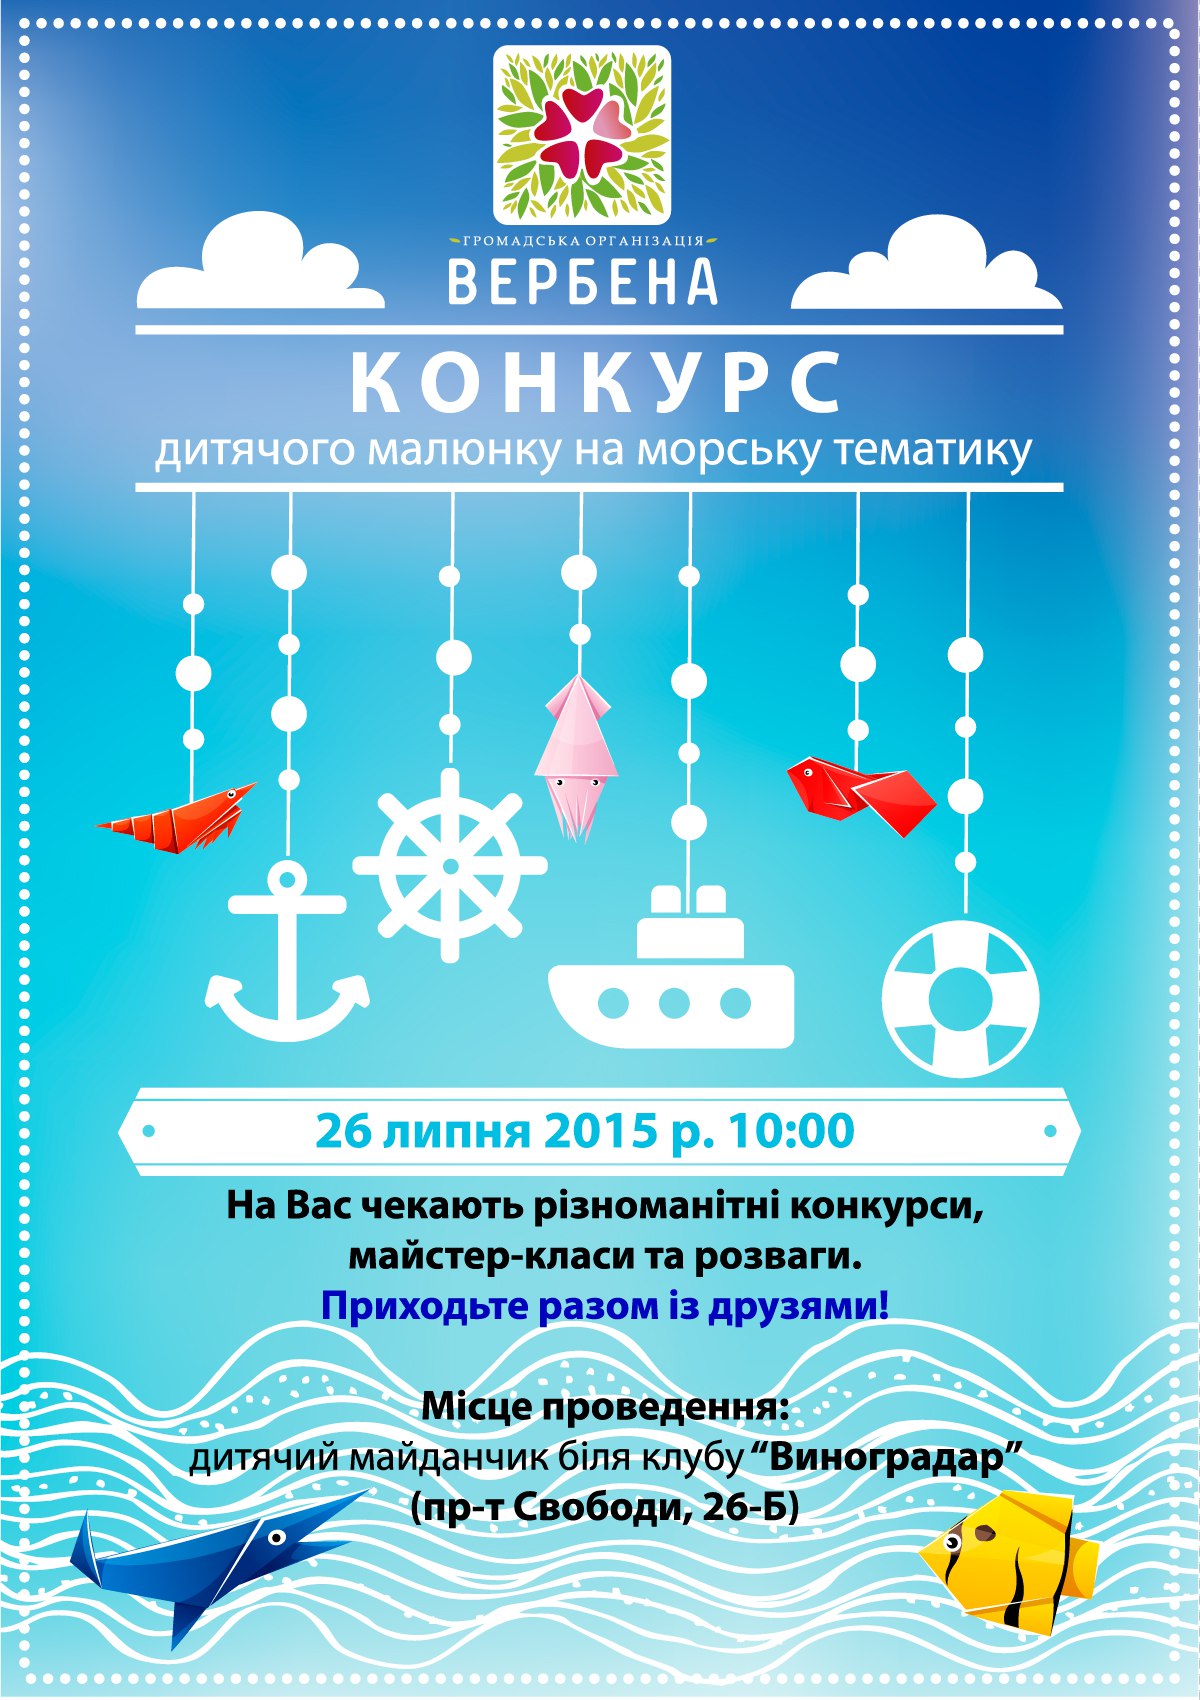 ГРОМАДСЬКА ОРГАНІЗАЦІЯ
ВЕРБЕНА
КОНКУРС
дитячого малюнку на морську тематику
26 липня 2015 р. 10:00
На Вас чекають різноманітні конкурси,
майстер-класи та розваги.
Приходьте разом із друзями!
Місце проведення:
дитячий майданчик біля клубу “Виноградар”
(пр-т Свободи, 26-Б)